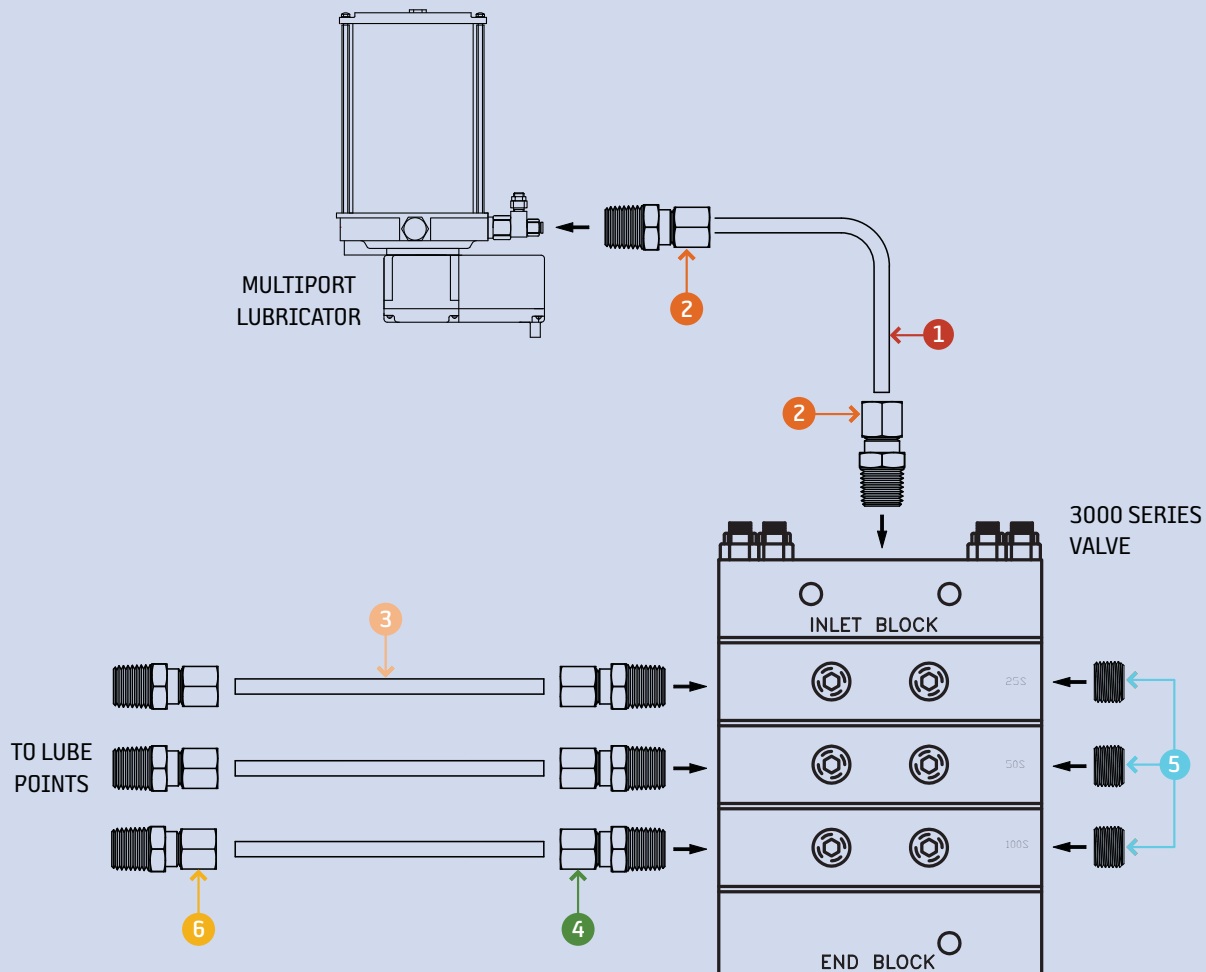 MULTIPORT
LUBRICATOR
2
1
2
3000 SERIES
VALVE
INLET BLOCK
3
TO LUBE
POINTS
5
6
4
END BLOCK